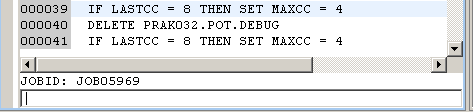 000039 IF LASTCC = 8 THEN SET MAXCC = 4
000040 DELETE PRAKO32.POT.DEBUG
000041 IF LASTCC = 8 THEN SET MAXCC = 4
JOBID: JOB05969